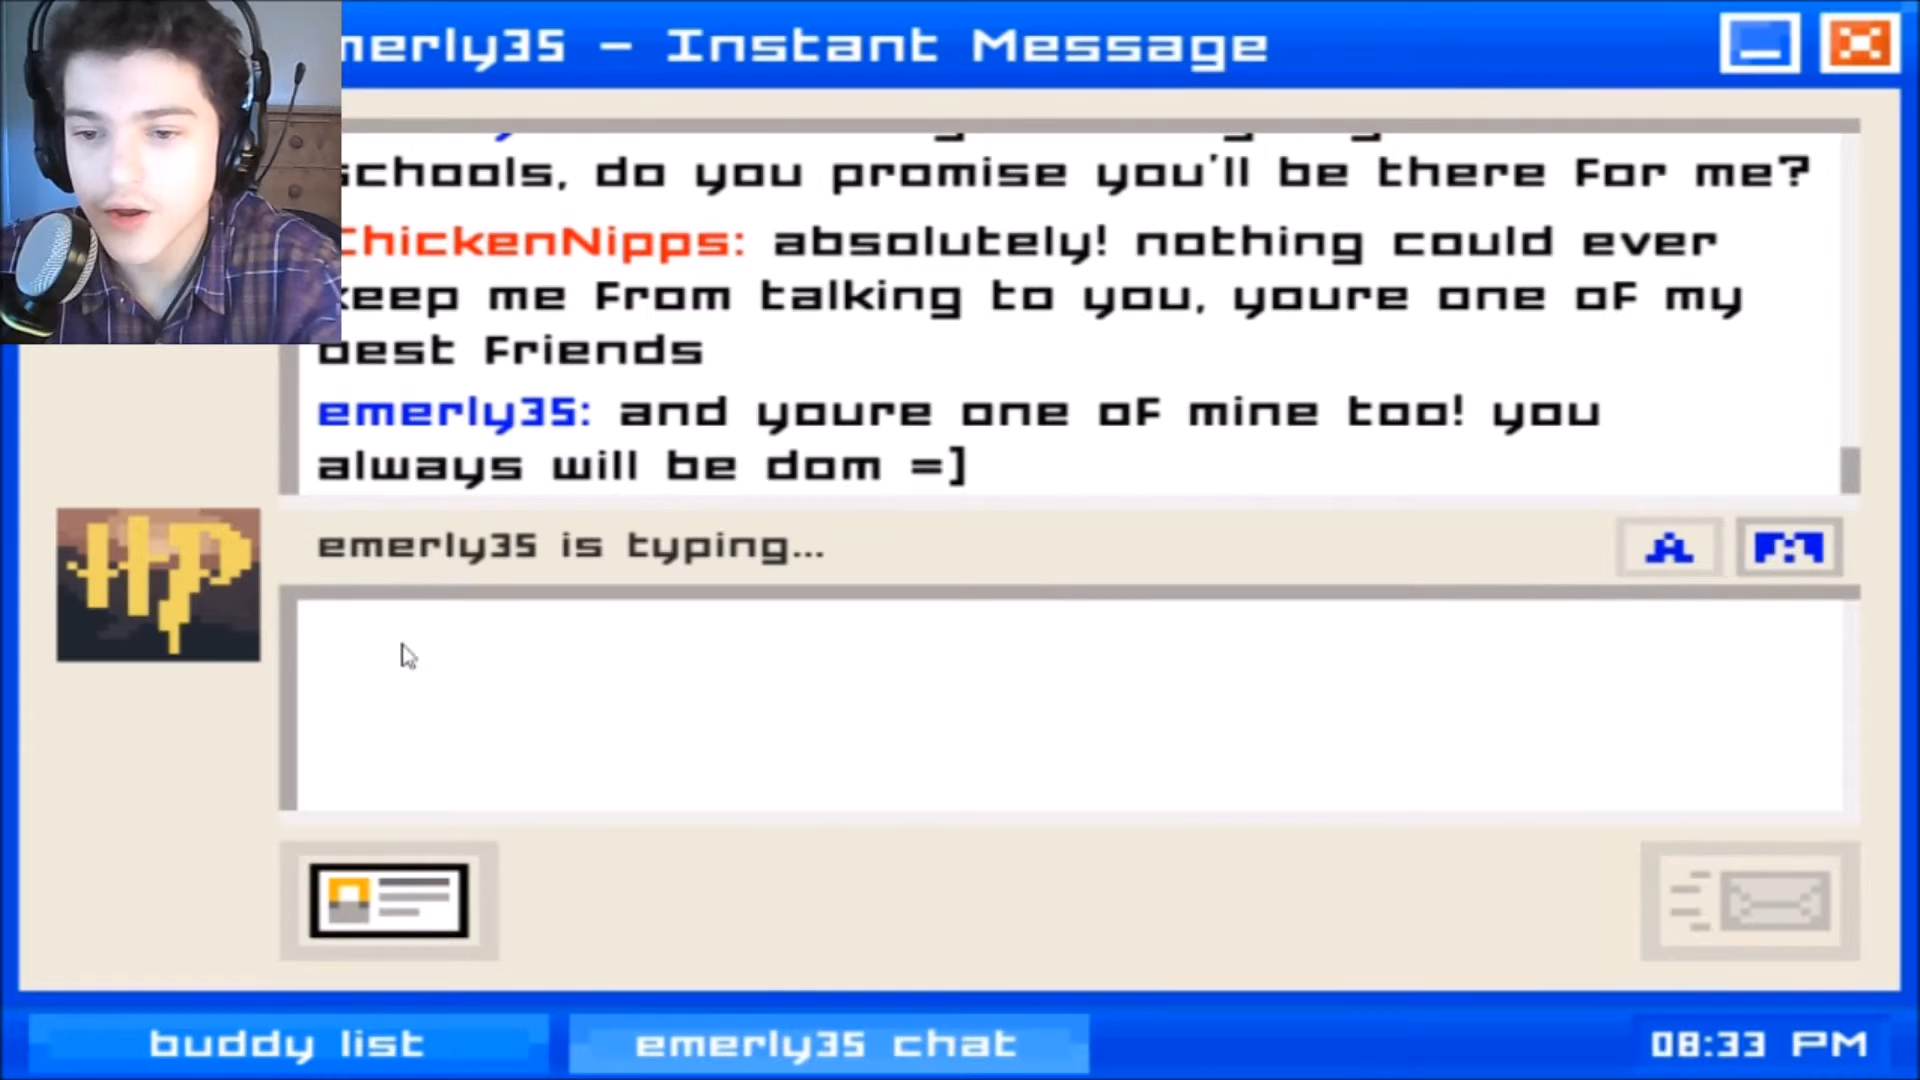 merly35 - Instant Message
schools, do you promise you'll be there for me?
ChickenNipps: absolutely! nothing could ever
keep me from talking to you, youre one of my
best friends
emerly35: and youre one of mine too! you
always will be dom =]
HP
emerly35 is typing...
A
buddy list
emerly35 chat
08:33 PM